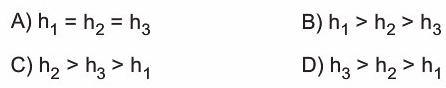 A) h₁ = h₂ = h₃ B) h₁ > h₂ > h₃
C) h₂ > h₃ > h₁ D) h₃ > h₂ > h₁